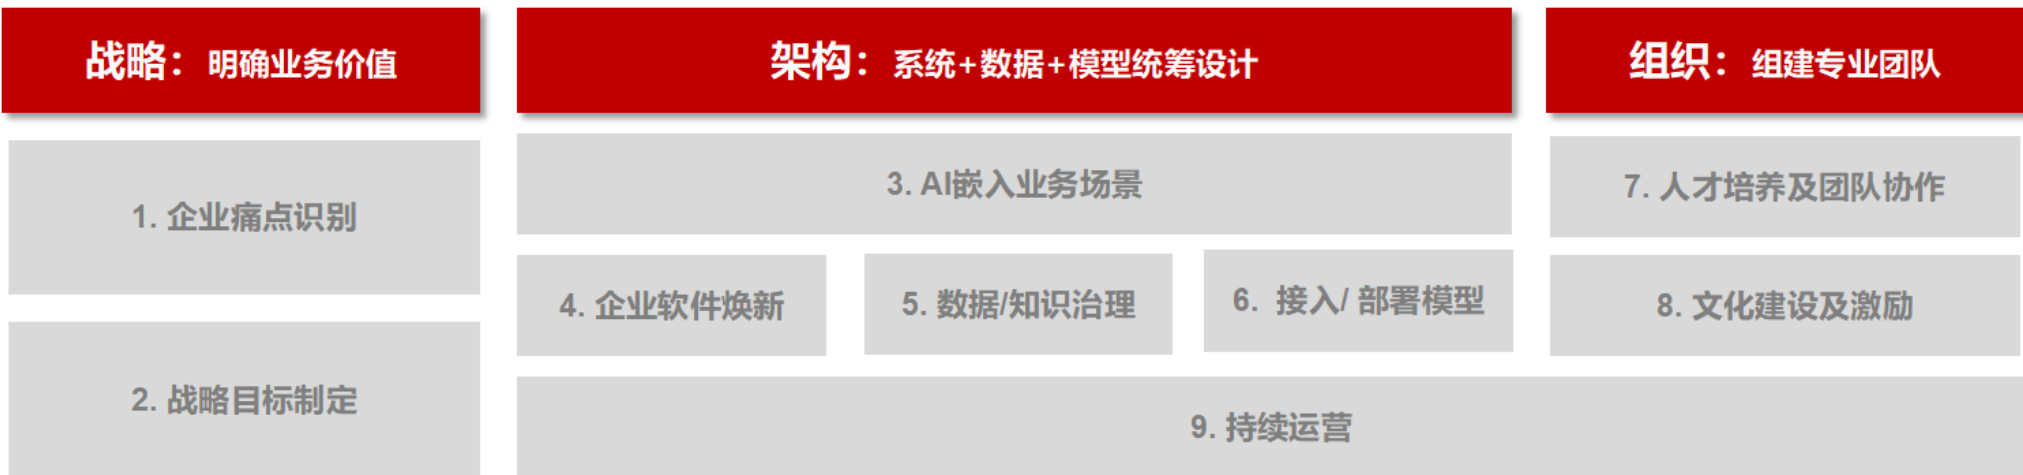 战略：明确业务价值
架构：系统+数据+模型统筹设计
组织：组建专业团队
1. 企业痛点识别
2. 战略目标制定
3. AI嵌入业务场景
4. 企业软件焕新
5. 数据/知识治理
6. 接入/ 部署模型
7. 人才培养及团队协作
8. 文化建设及激励
9. 持续运营